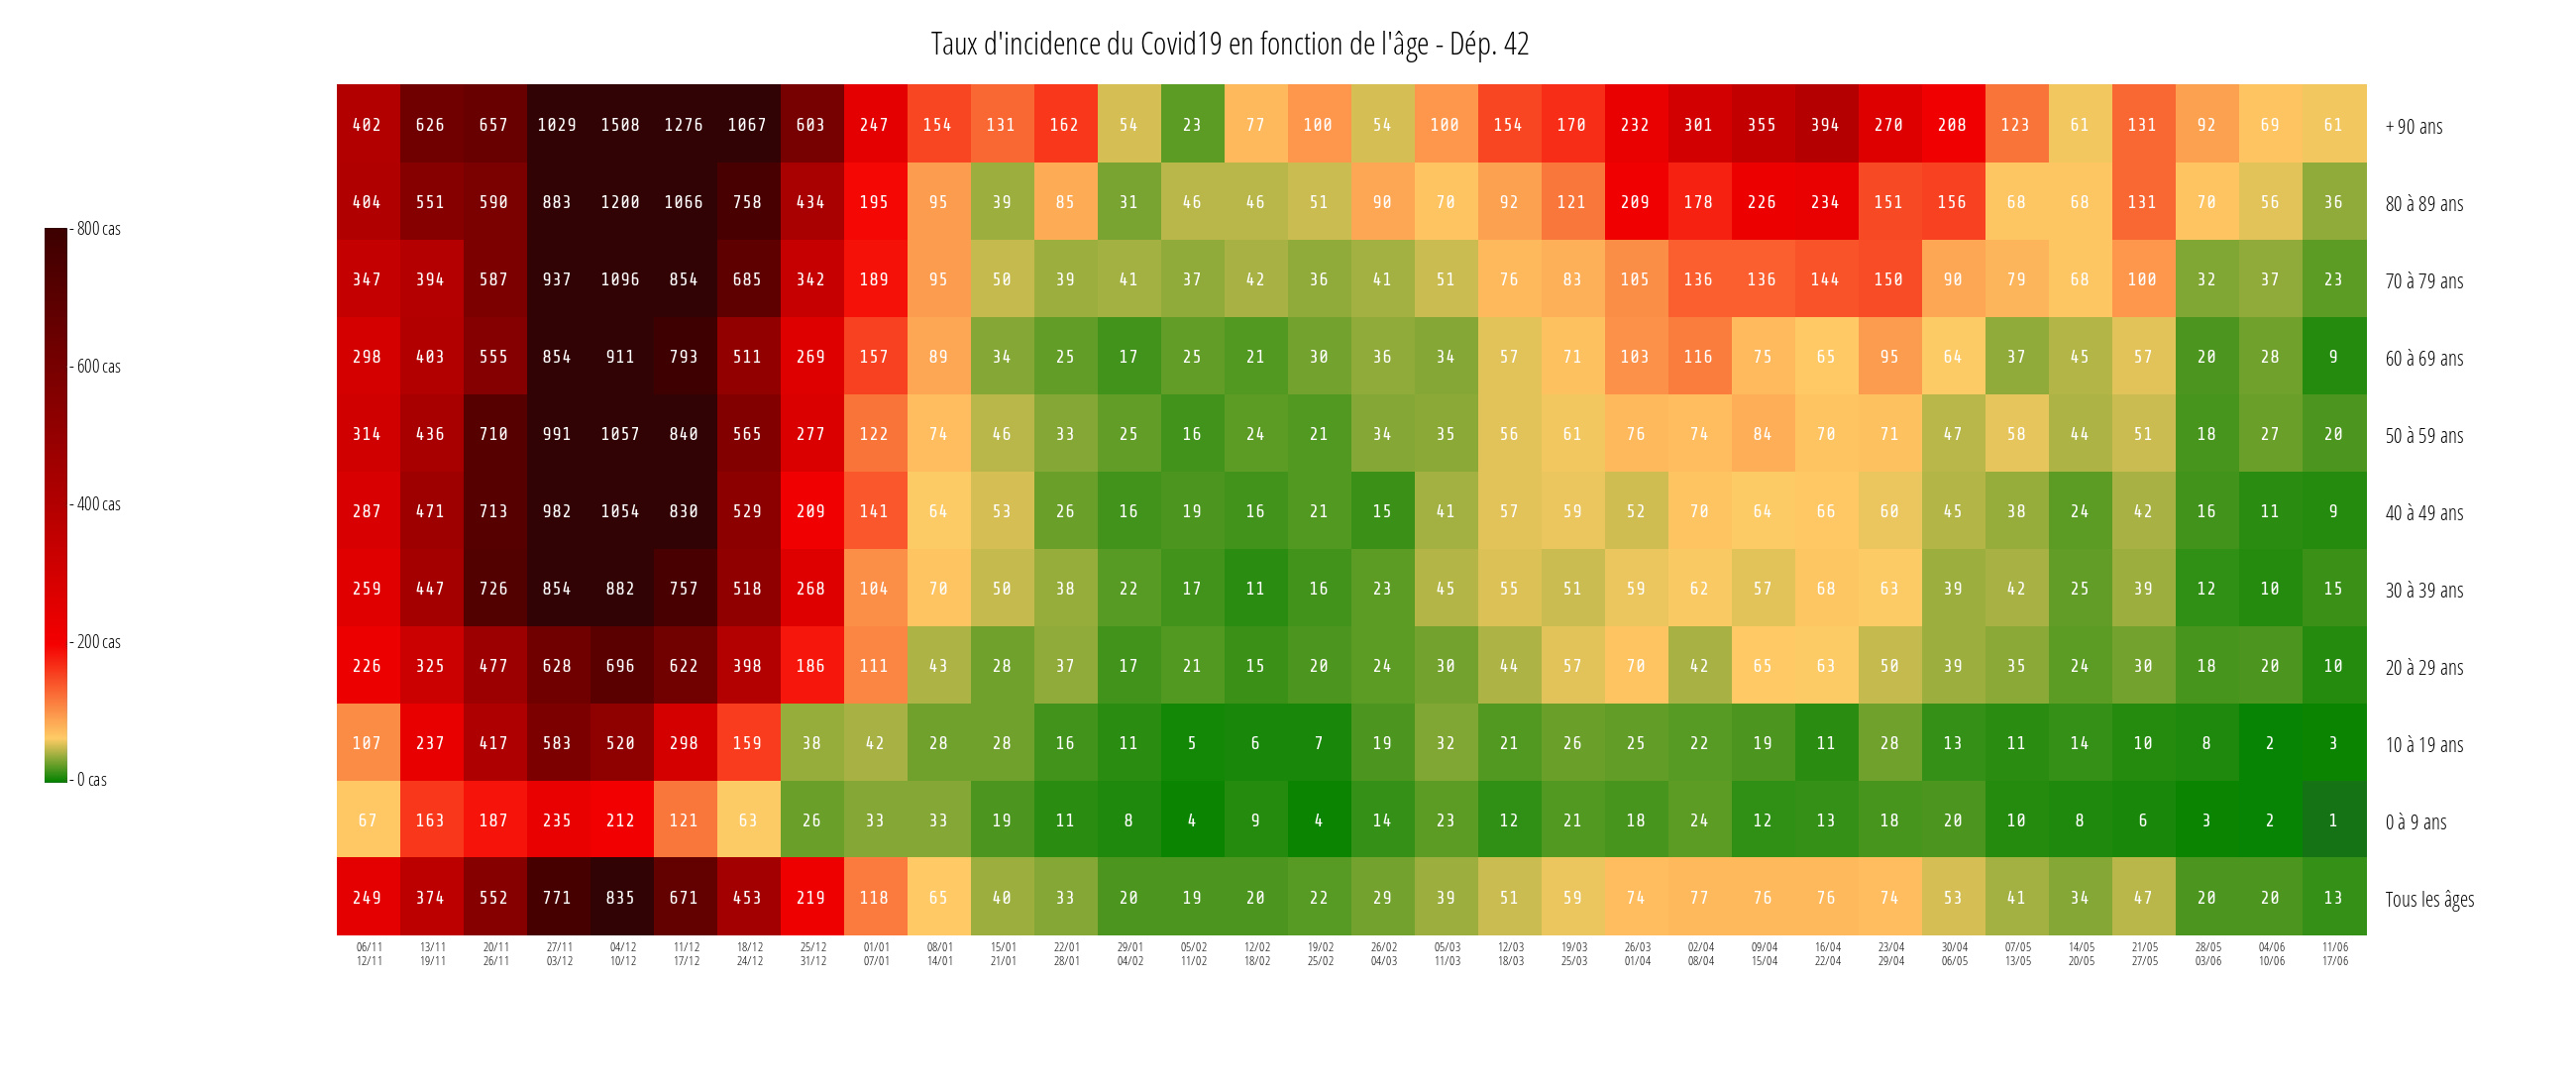 Taux d'incidence du Covid19 en fonction de l'âge - Dép. 42
- 800 cas
- 600 cas
- 400 cas
- 200 cas
- 0 cas
402 626 657 1029 1508 1276 1067 603 247 154 131 162 54 23 77 100 54 100 154 170 232 301 355 394 270 208 123 61 131 92 69 61 + 90 ans
404 551 590 883 1200 1066 758 434 195 95 39 85 31 46 46 51 90 70 92 121 209 178 226 234 151 156 68 68 131 70 56 36 80 à 89 ans
347 394 587 937 1096 854 685 342 189 95 50 39 41 37 42 36 41 51 76 83 105 136 136 144 150 90 79 68 100 32 37 23 70 à 79 ans
298 403 555 854 911 793 511 269 157 89 34 25 17 25 21 30 36 34 57 71 103 116 75 65 95 64 37 45 57 20 28 9 60 à 69 ans
314 436 710 991 1057 840 565 277 122 74 46 33 25 16 24 21 34 35 56 61 76 74 84 70 71 47 58 44 51 18 27 20 50 à 59 ans
287 471 713 982 1054 830 529 209 141 64 53 26 16 19 16 21 15 41 57 59 52 70 64 66 60 45 38 24 42 16 11 9 40 à 49 ans
259 447 726 854 882 757 518 268 104 70 50 38 22 17 11 16 23 45 55 51 59 62 57 68 63 39 42 25 39 12 10 15 30 à 39 ans
226 325 477 628 696 622 398 186 111 43 28 37 17 21 15 20 24 30 44 57 70 42 65 63 50 39 35 24 30 18 20 10 20 à 29 ans
107 237 417 583 520 298 159 38 42 28 28 16 11 5 6 7 19 32 21 26 25 22 19 11 28 13 11 14 10 8 2 3 10 à 19 ans
67 163 187 235 212 121 63 26 33 33 19 11 8 4 9 4 14 23 12 21 18 24 12 13 18 20 10 8 6 3 2 1 0 à 9 ans
249 374 552 771 835 671 453 219 118 65 40 33 20 19 20 22 29 39 51 59 74 77 76 76 74 53 41 34 47 20 20 13 Tous les âges
06/11 13/11 20/11 27/11 04/12 11/12 18/12 25/12 01/01 08/01 15/01 22/01 29/01 05/02 12/02 19/02 26/02 05/03 12/03 19/03 26/03 02/04 09/04 16/04 23/04 30/04 07/05 14/05 21/05 28/05 04/06 11/06
12/11 19/11 26/11 03/12 10/12 17/12 24/12 31/12 07/01 14/01 21/01 28/01 04/02 11/02 18/02 25/02 04/03 11/03 18/03 25/03 01/04 08/04 15/04 22/04 29/04 06/05 13/05 20/05 27/05 03/06 10/06 17/06